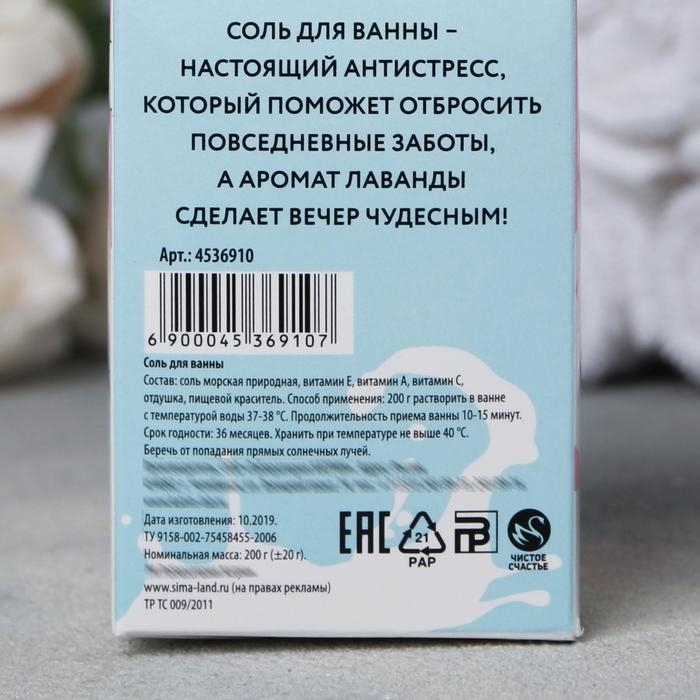 СОЛЬ ДЛЯ ВАННЫ –
НАСТОЯЩИЙ АНТИСТРЕСС,
КОТОРЫЙ ПОМОЖЕТ ОТБРОСИТЬ
ПОВСЕДНЕВНЫЕ ЗАБОТЫ,
А АРОМАТ ЛАВАНДЫ
СДЕЛАЕТ ВЕЧЕР ЧУДЕСНЫМ!
Арт.: 4536910
6 900045 369107
Соль для ванны
Состав: соль морская природная, витамин Е, витамин А, витамин С,
отдушка, пищевой краситель. Способ применения: 200 г растворить в ванне
с температурой воды 37-38 °С. Продолжительность приема ванны 10-15 минут.
Срок годности: 36 месяцев. Хранить при температуре не выше 40 °С.
Беречь от попадания прямых солнечных лучей.
Дата изготовления: 10.2019.
ТУ 9158-002-75458455-2006
Номинальная масса: 200 г (±20 г).
www.sima-land.ru (на правах рекламы)
ТР ТС 009/2011
ЕАС
21
PAP
ЧИСТОЕ
СЧАСТЬЕ